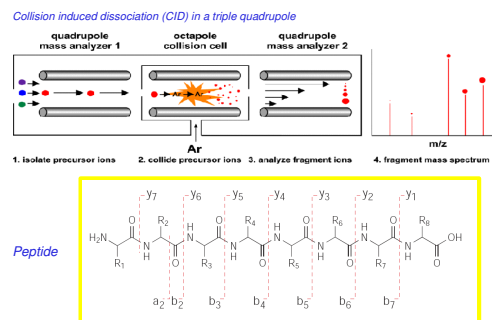 Collision induced dissociation (CID) in a triple quadrupole
quadrupole
mass analyzer 1
octapole
collision cell
quadrupole
mass analyzer 2
Ar
Ar
Ar
m/z
1. isolate precursor ions
2. collide precursor ions
3. analyze fragment ions
4. fragment mass spectrum
Peptide
y7 y6 y5 y4 y3 y2 y1
O R2 O R4 O R6 O R8
H2N N N N N N N N OH
H H H H H H H
R1 O R3 O R5 O R7 O
a2 b2 b3 b4 b5 b6 b7